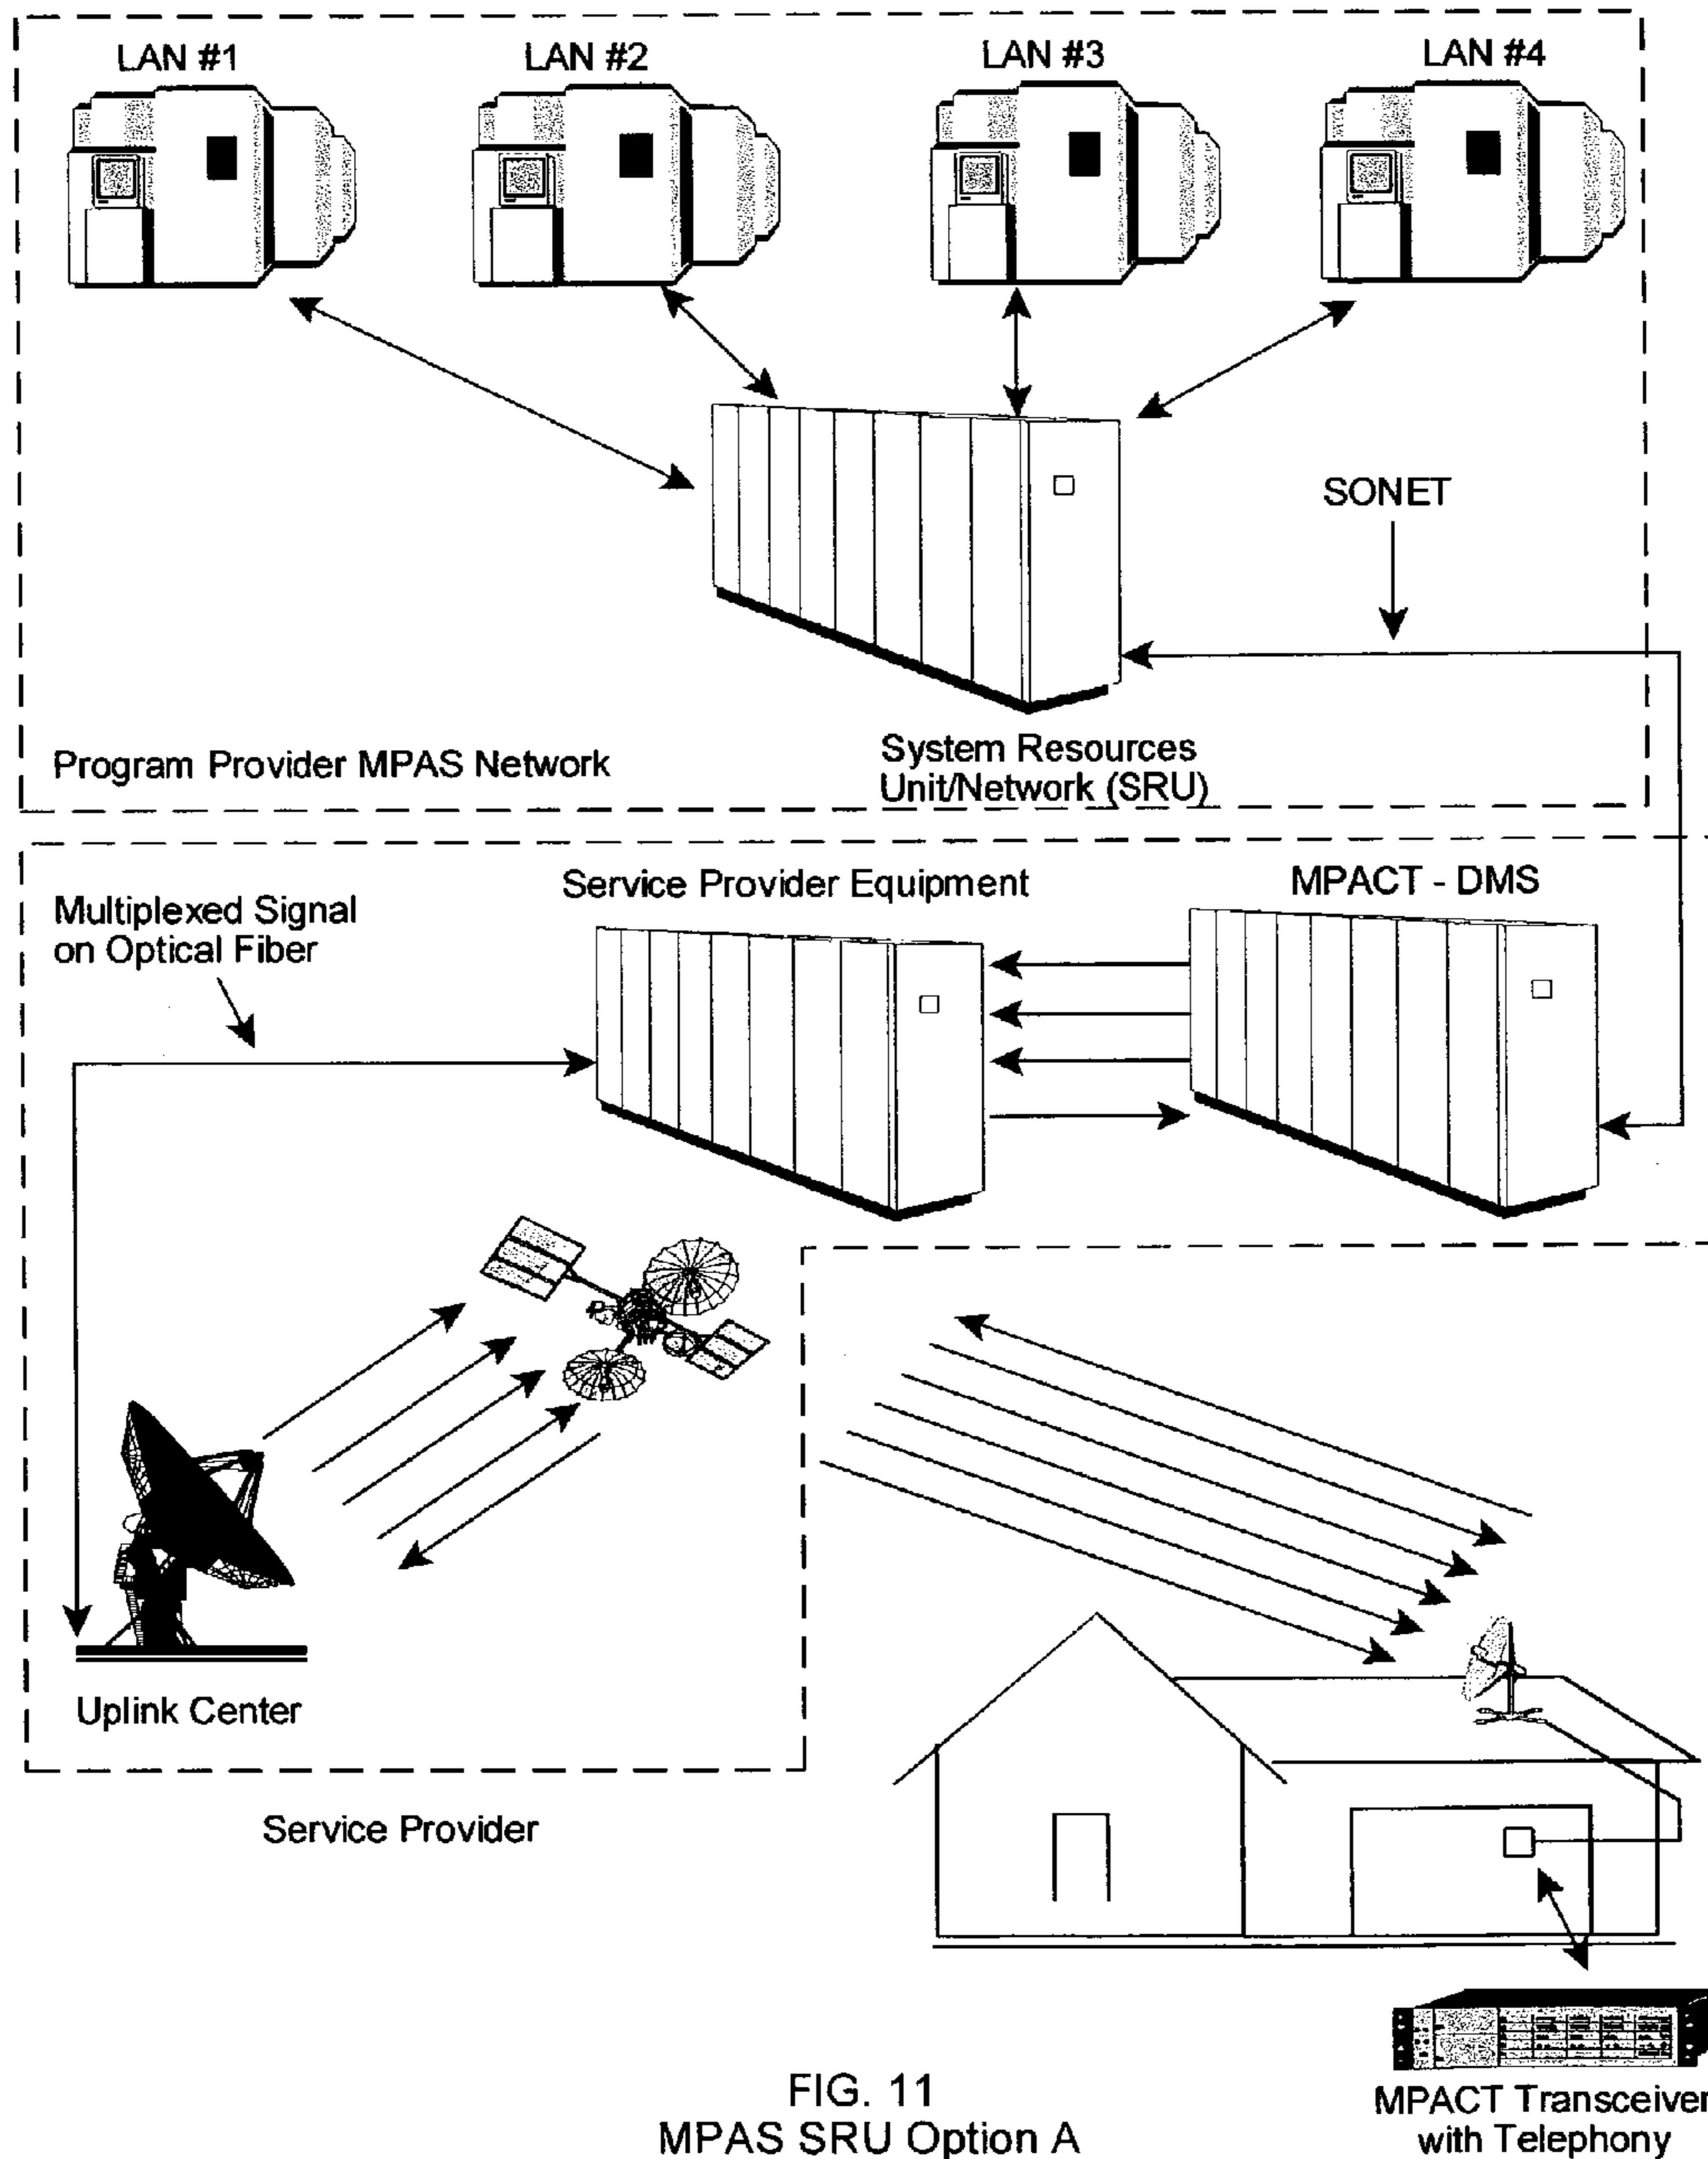 LAN #1
LAN #2
LAN #3
LAN #4
SONET
Program Provider MPAS Network
System Resources
Unit/Network (SRU)
Multiplexed Signal
on Optical Fiber
Service Provider Equipment
MPACT - DMS
Uplink Center
Service Provider
FIG. 11
MPAS SRU Option A
MPACT Transceiver
with Telephony